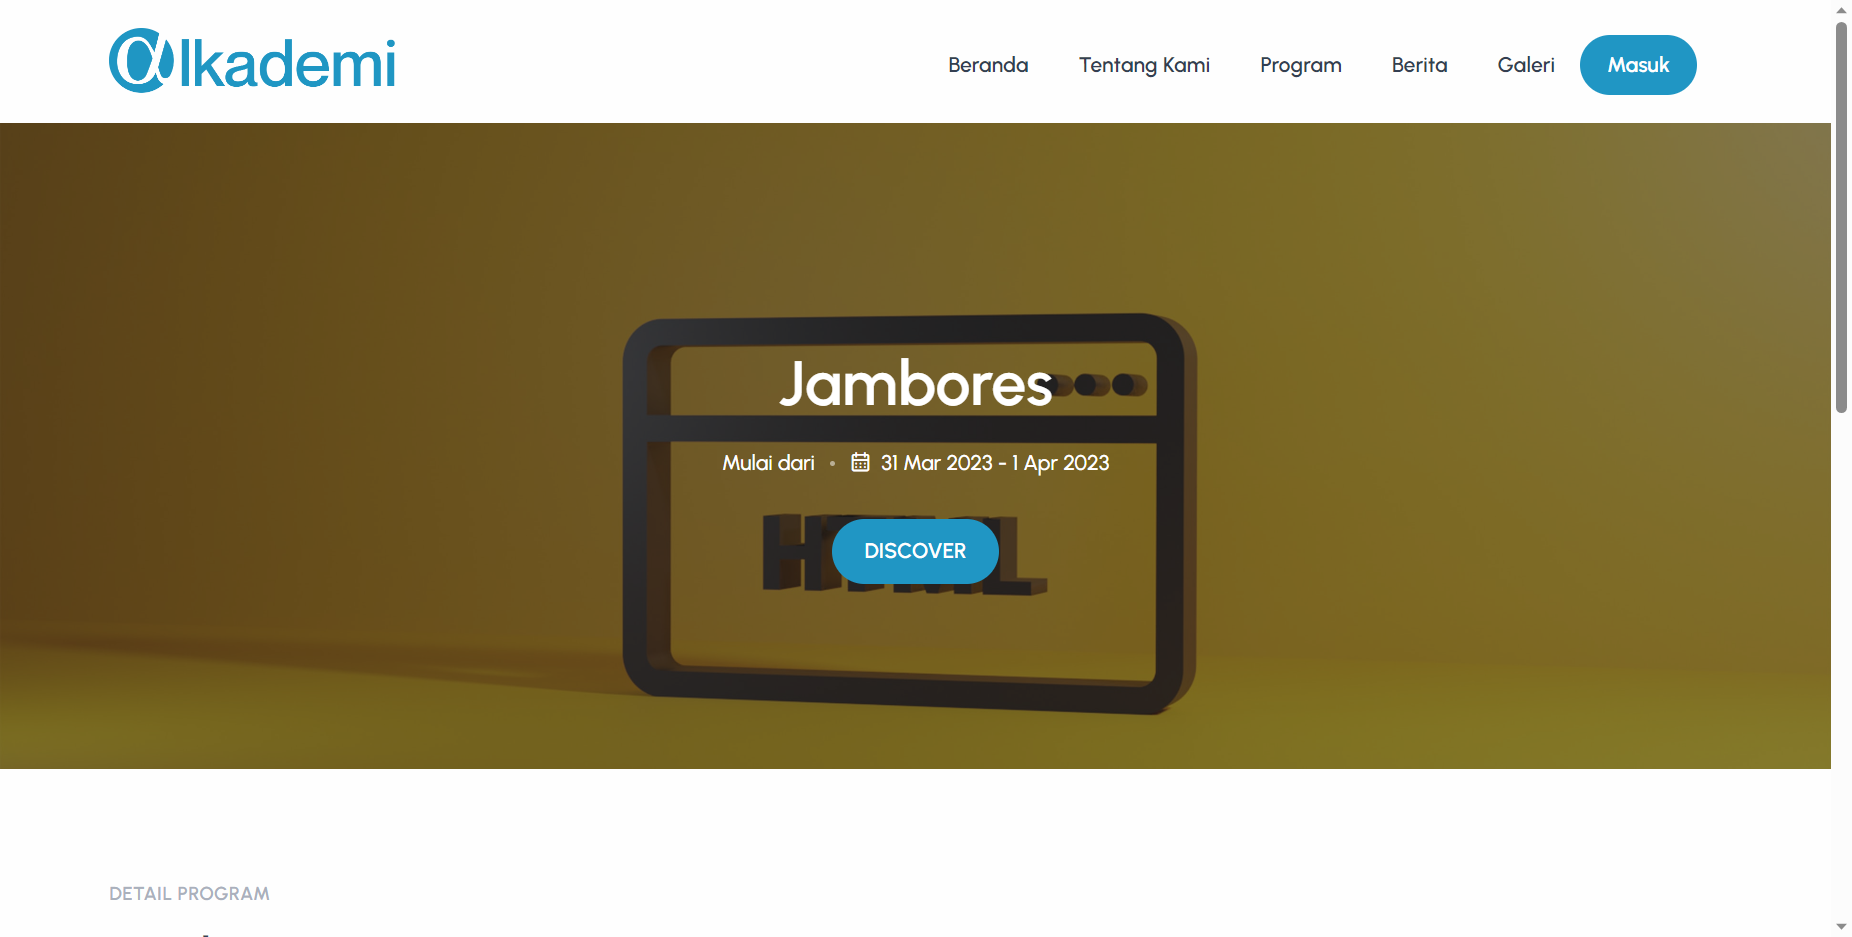 @lkademi
Beranda
Tentang Kami
Program
Berita
Galeri
Masuk
Jambores
Mulai dari • 31 Mar 2023 - 1 Apr 2023
DISCOVER
DETAIL PROGRAM